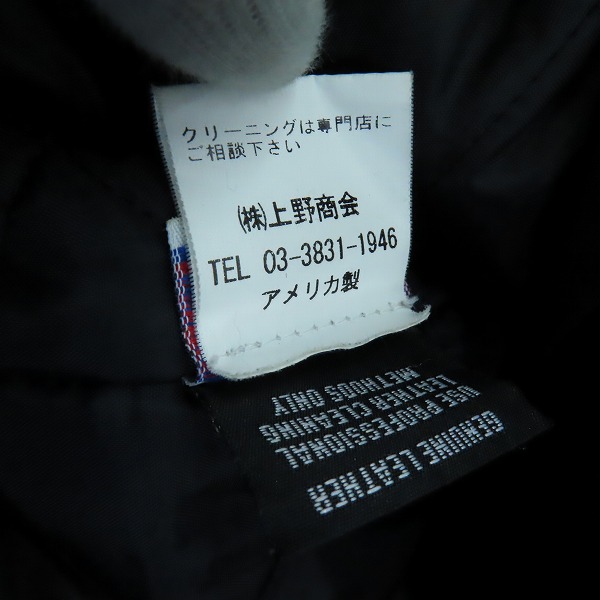 クリーニングは専門店に
ご相談下さい
㈱上野商会
TEL 03-3831-1946
アメリカ製
GENUINE LEATHER
USE PROFESSIONAL
LEATHER CLEANING
METHODS ONLY